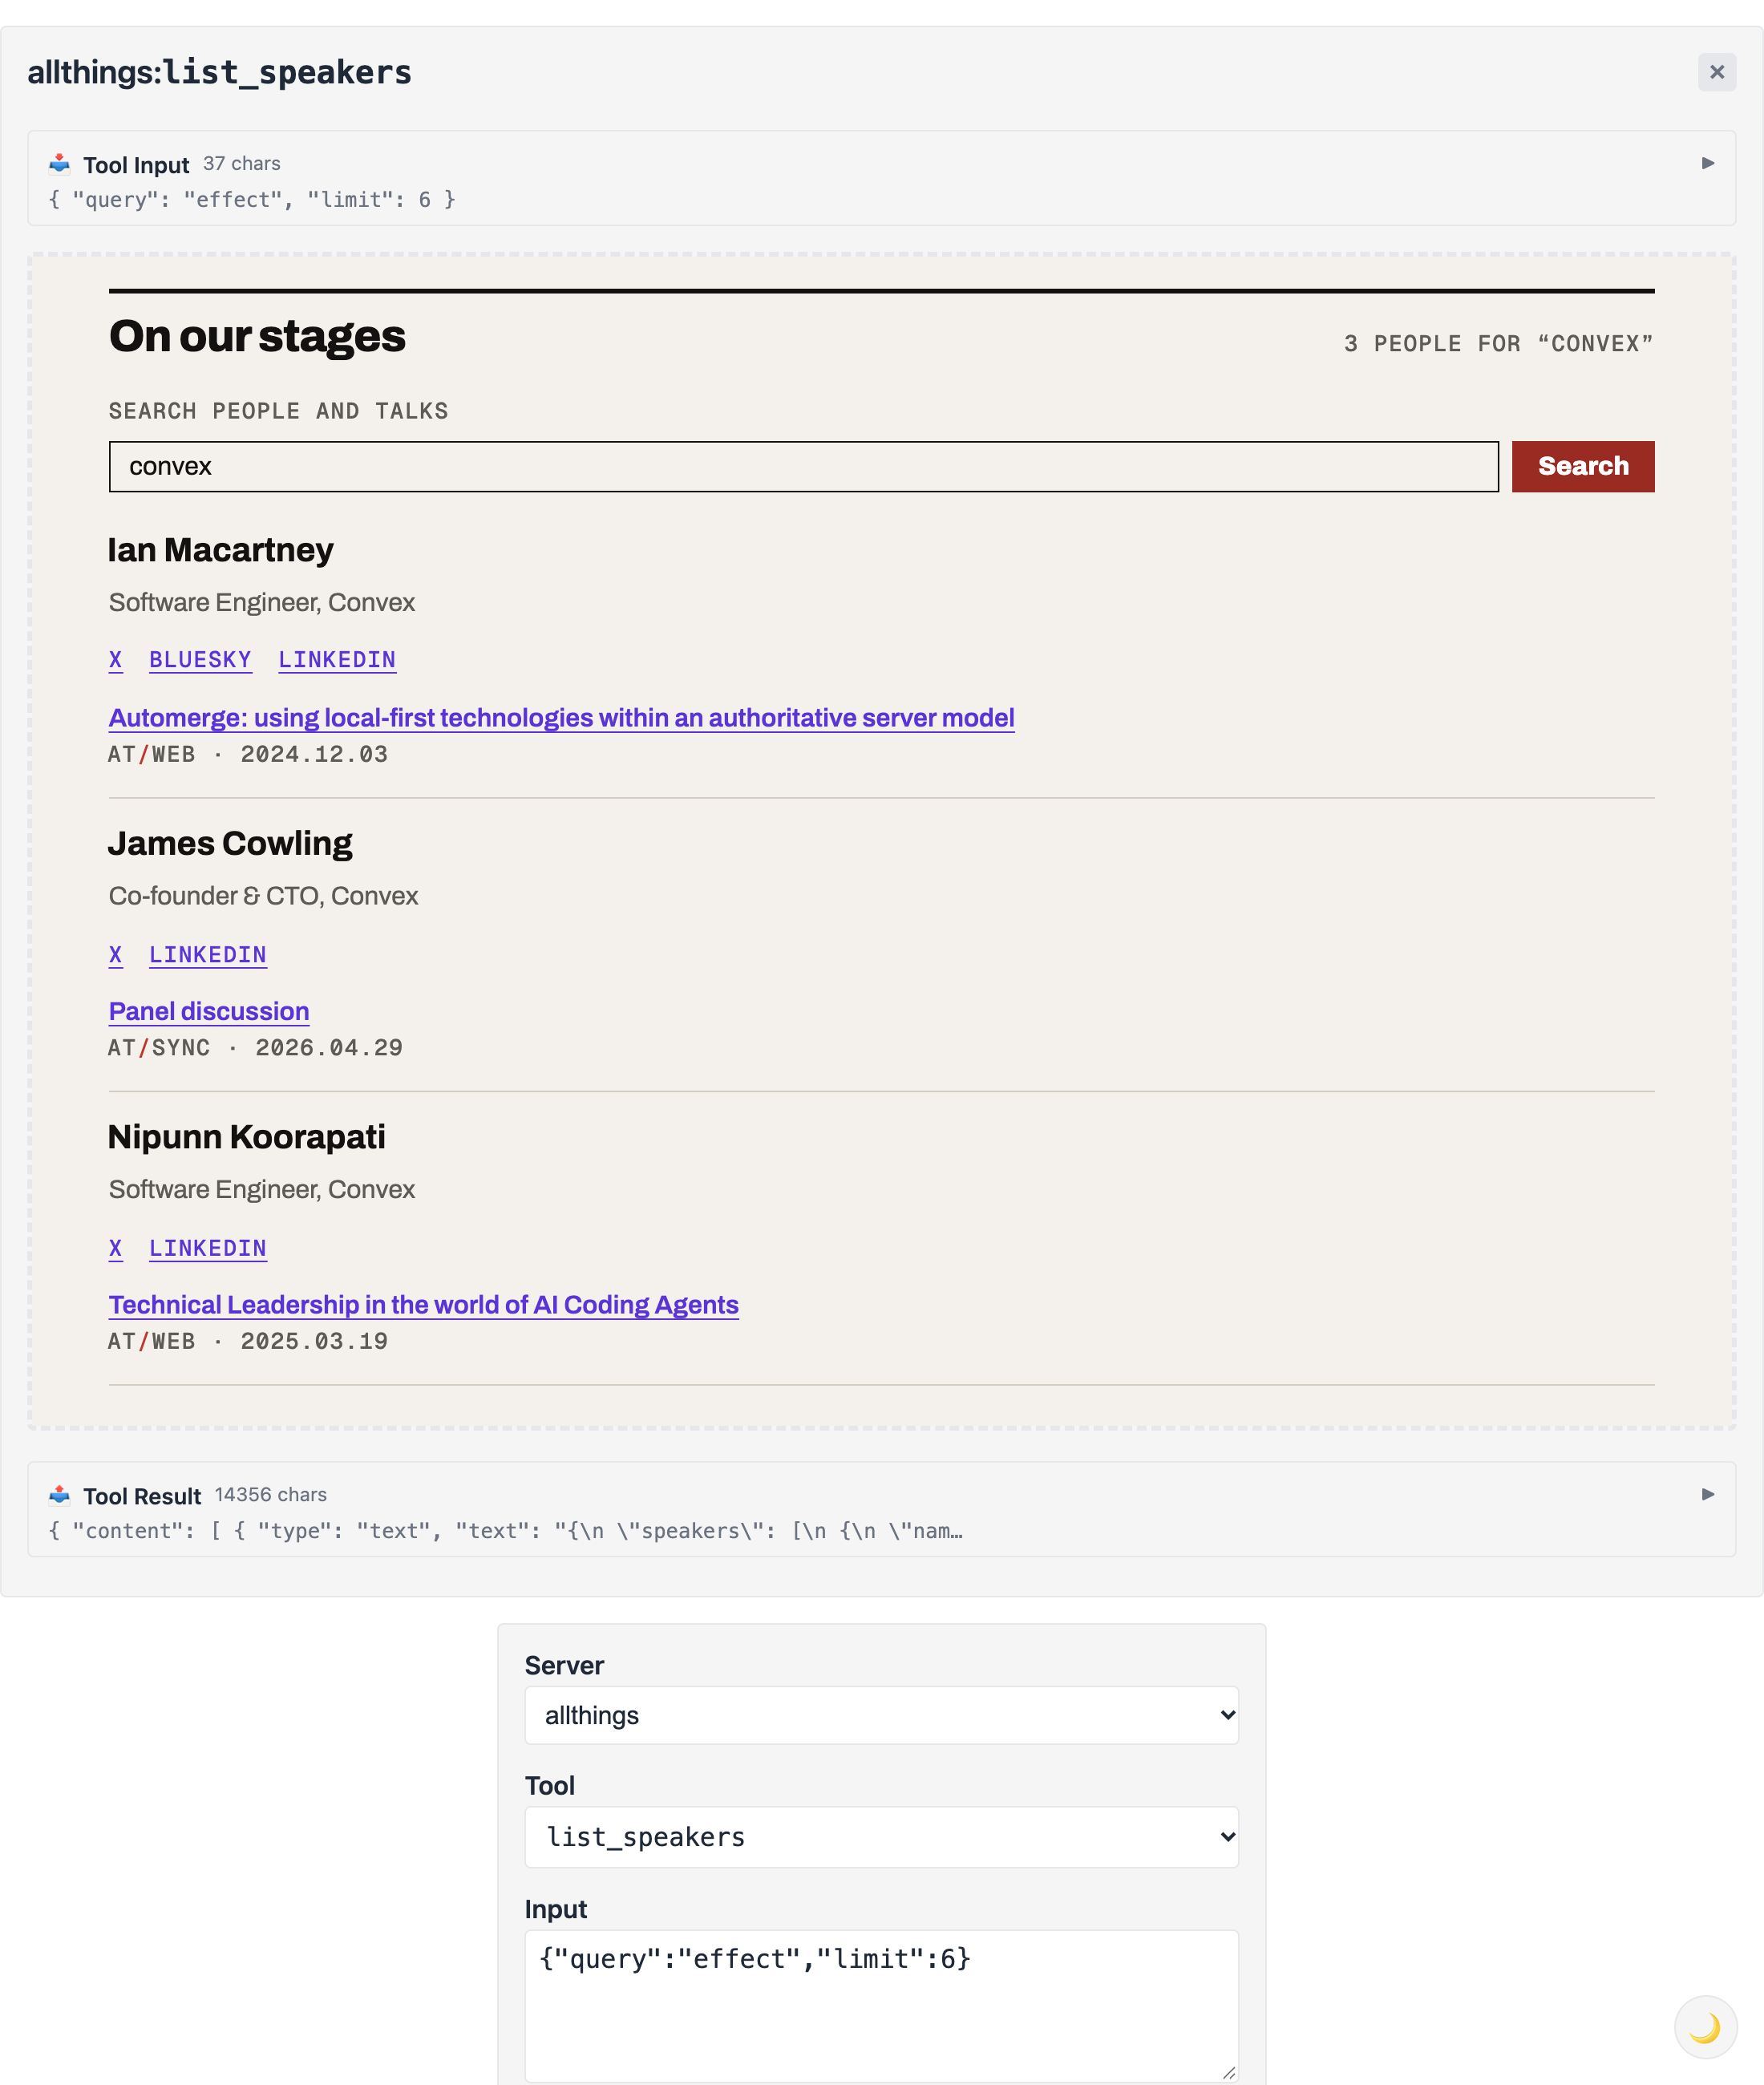 allthings:list_speakers
Tool Input 37 chars
{ "query": "effect", "limit": 6 }
On our stages
3 PEOPLE FOR “CONVEX”
SEARCH PEOPLE AND TALKS
convex
Search
Ian Macartney
Software Engineer, Convex
X BLUESKY LINKEDIN
Automerge: using local-first technologies within an authoritative server model
AT/WEB · 2024.12.03
James Cowling
Co-founder & CTO, Convex
X LINKEDIN
Panel discussion
AT/SYNC · 2026.04.29
Nipunn Koorapati
Software Engineer, Convex
X LINKEDIN
Technical Leadership in the world of AI Coding Agents
AT/WEB · 2025.03.19
Tool Result 14356 chars
{ "content": [ { "type": "text", "text": "{\n \"speakers\": [\n {\n \"nam…
Server
allthings
Tool
list_speakers
Input
{"query":"effect","limit":6}